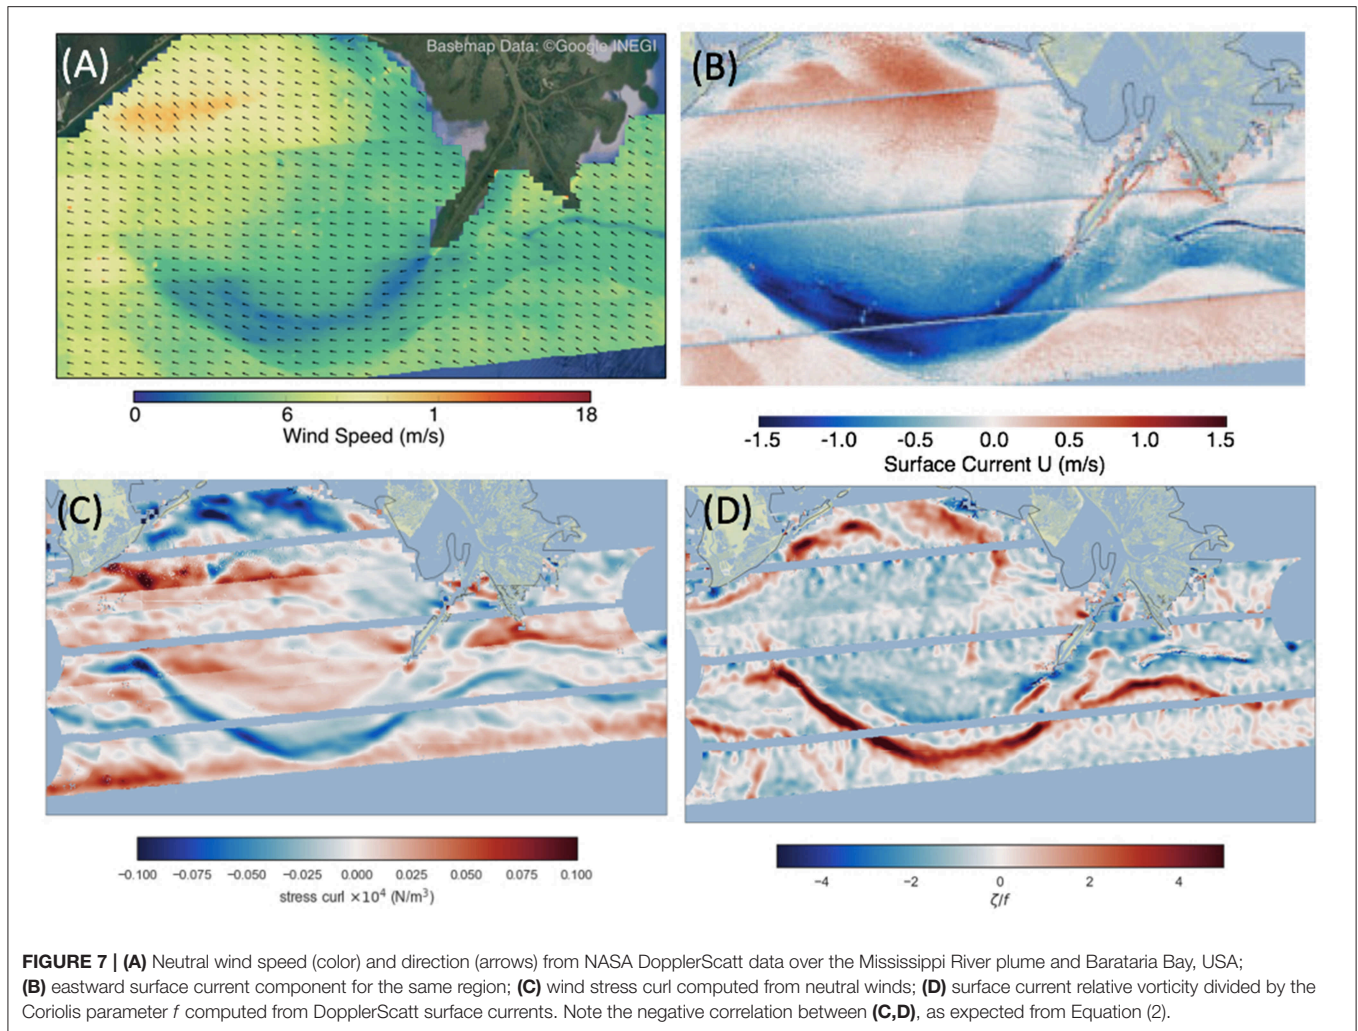 (A)
Basemap Data: ©Google INEGI
0 6 1 18
Wind Speed (m/s)
(B)
-1.5 -1.0 -0.5 0.0 0.5 1.0 1.5
Surface Current U (m/s)
(C)
−0.100 −0.075 −0.050 −0.025 0.000 0.025 0.050 0.075 0.100
stress curl ×10⁴ (N/m³)
(D)
−4 −2 0 2 4
ζ/f
FIGURE 7 | (A) Neutral wind speed (color) and direction (arrows) from NASA DopplerScatt data over the Mississippi River plume and Barataria Bay, USA;
(B) eastward surface current component for the same region; (C) wind stress curl computed from neutral winds; (D) surface current relative vorticity divided by the
Coriolis parameter f computed from DopplerScatt surface currents. Note the negative correlation between (C,D), as expected from Equation (2).